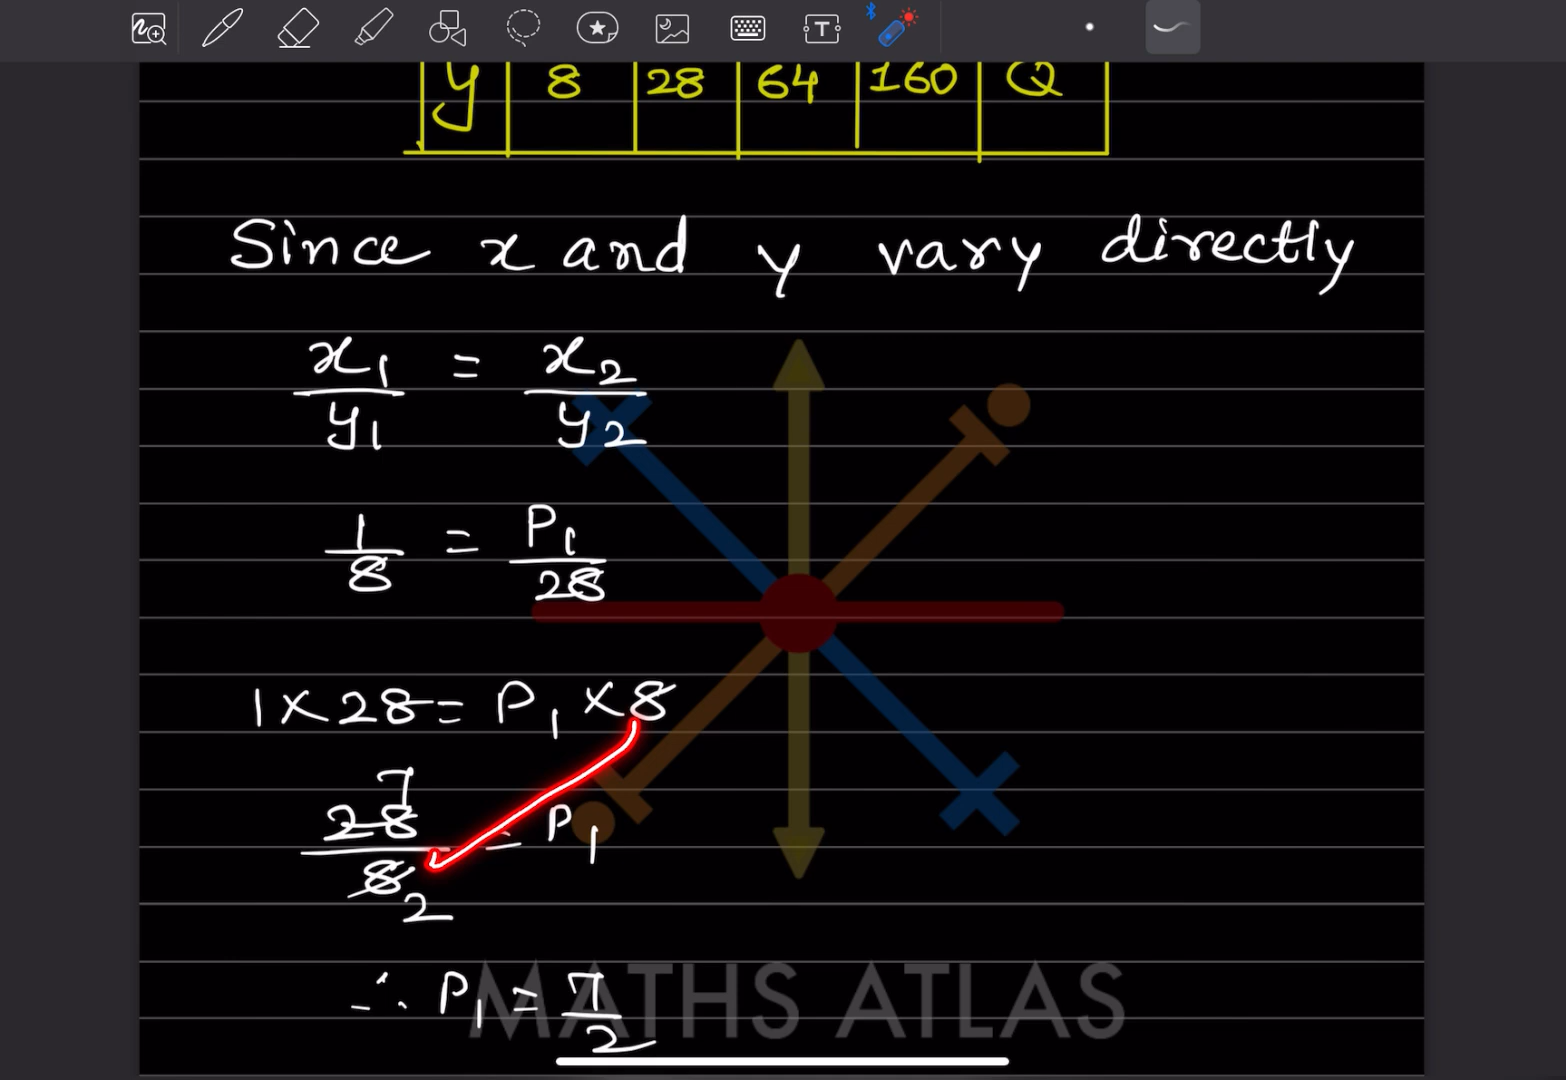 y 8 28 64 160 Q
Since x and y vary directly
x₁/y₁ = x₂/y₂
1/8 = P₁/28
1 × 28 = P₁ × 8
7
28/8 = P₁
2
∴ P₁ = 7/2
MATHS ATLAS